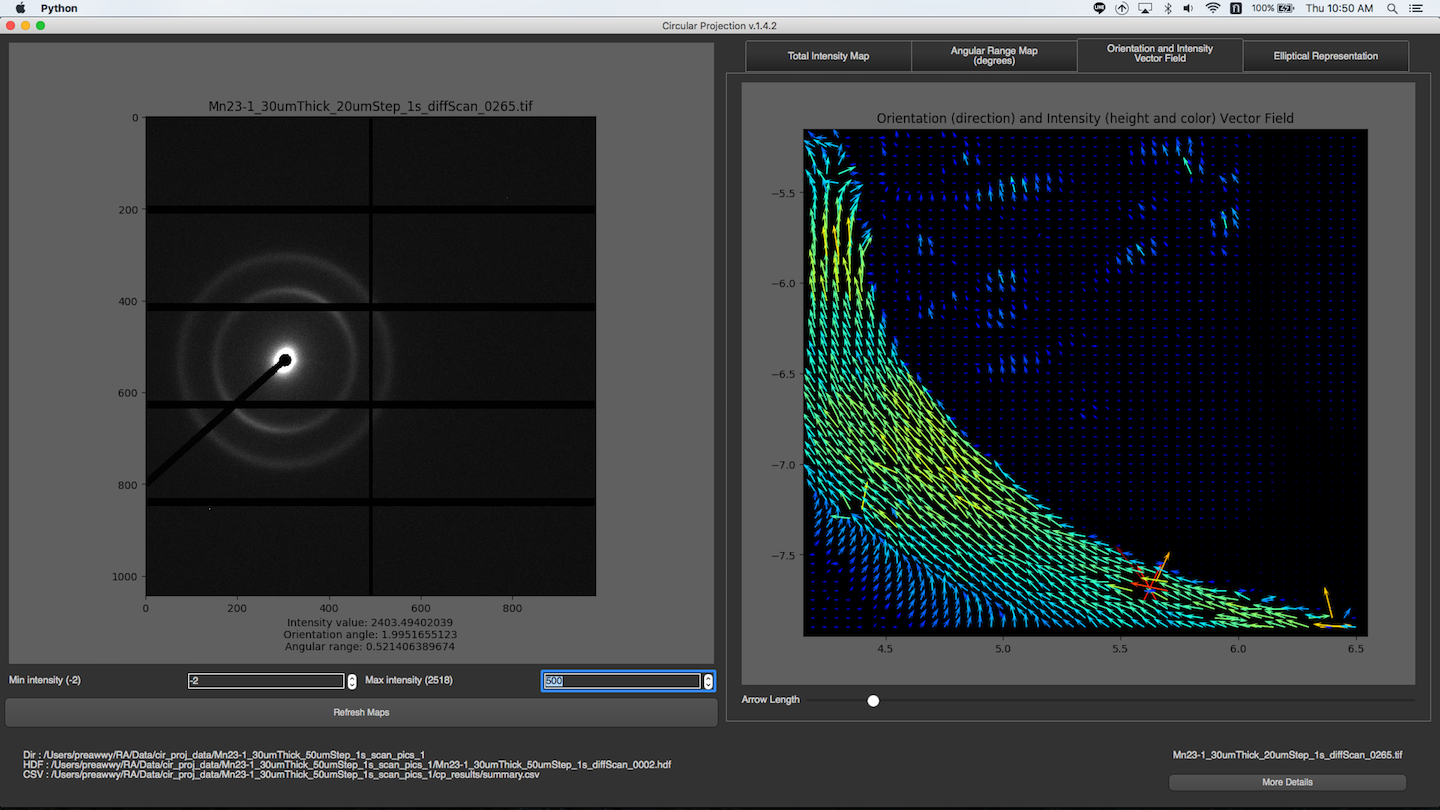 Python
100%
Thu 10:50 AM
Circular Projection v.1.4.2
Mn23-1_30umThick_20umStep_1s_diffScan_0265.tif
0
200
400
600
800
1000
0 200 400 600 800
Intensity value: 2403.49402039
Orientation angle: 1.9951655123
Angular range: 0.521406389674
Min intensity (-2)
-2
Max intensity (2518)
500
Refresh Maps
Total Intensity Map
Angular Range Map
(degrees)
Orientation and Intensity
Vector Field
Elliptical Representation
Orientation (direction) and Intensity (height and color) Vector Field
−5.5
−6.0
−6.5
−7.0
−7.5
4.5 5.0 5.5 6.0 6.5
Arrow Length
Dir : /Users/preawwy/RA/Data/cir_proj_data/Mn23-1_30umThick_50umStep_1s_scan_pics_1
HDF : /Users/preawwy/RA/Data/cir_proj_data/Mn23-1_30umThick_50umStep_1s_scan_pics_1/Mn23-1_30umThick_50umStep_1s_diffScan_0002.hdf
CSV : /Users/preawwy/RA/Data/cir_proj_data/Mn23-1_30umThick_50umStep_1s_scan_pics_1/cp_results/summary.csv
Mn23-1_30umThick_20umStep_1s_diffScan_0265.tif
More Details